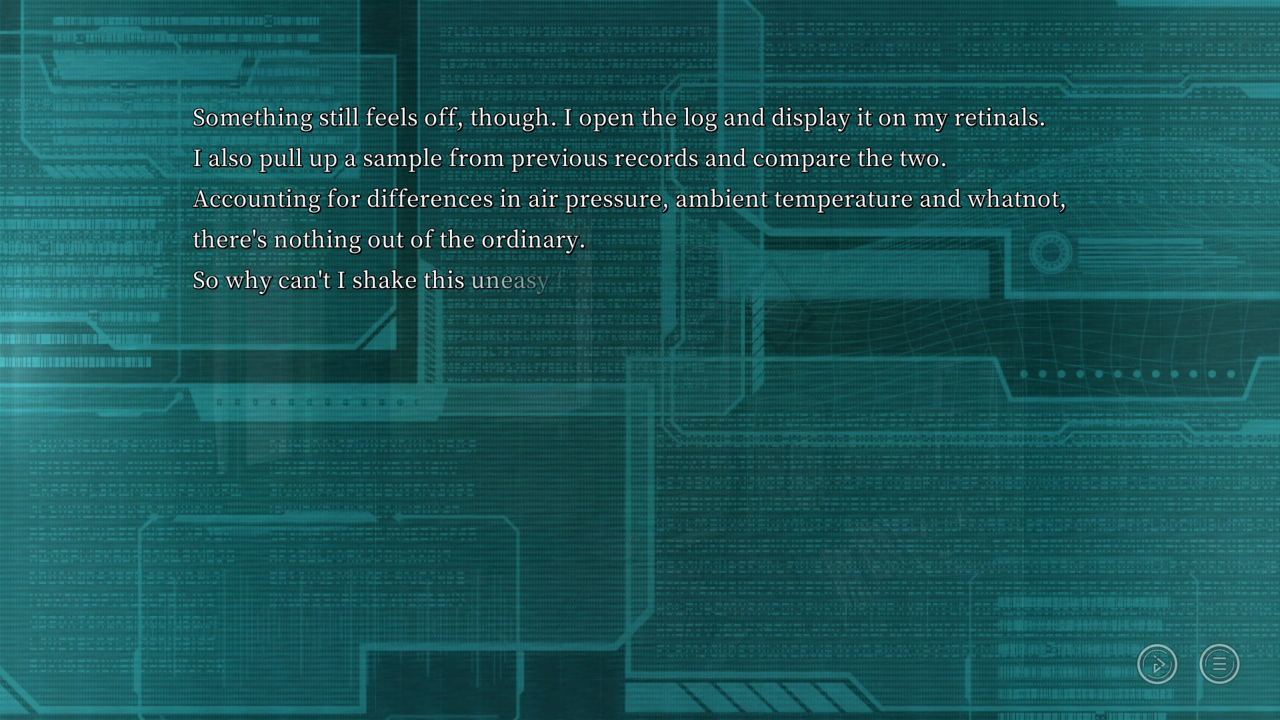 Something still feels off, though. I open the log and display it on my retinals.
I also pull up a sample from previous records and compare the two.
Accounting for differences in air pressure, ambient temperature and whatnot,
there's nothing out of the ordinary.
So why can't I shake this uneasy